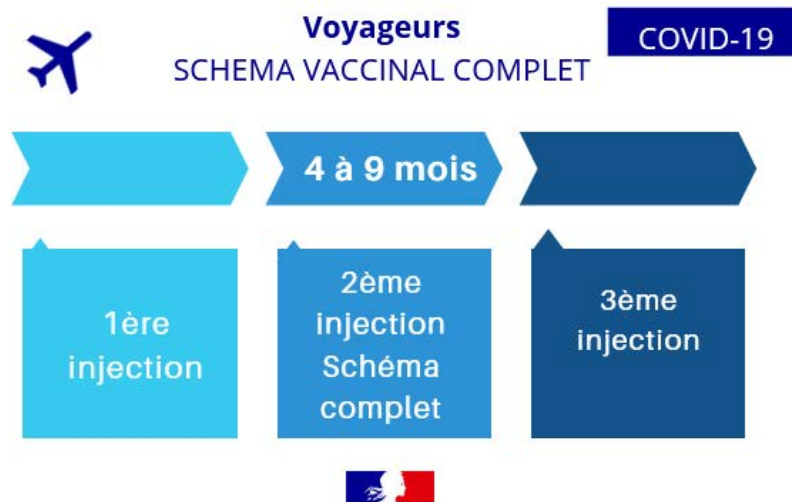 Voyageurs
COVID-19
SCHEMA VACCINAL COMPLET
4 à 9 mois
1ère
injection
2ème
injection
Schéma
complet
3ème
injection